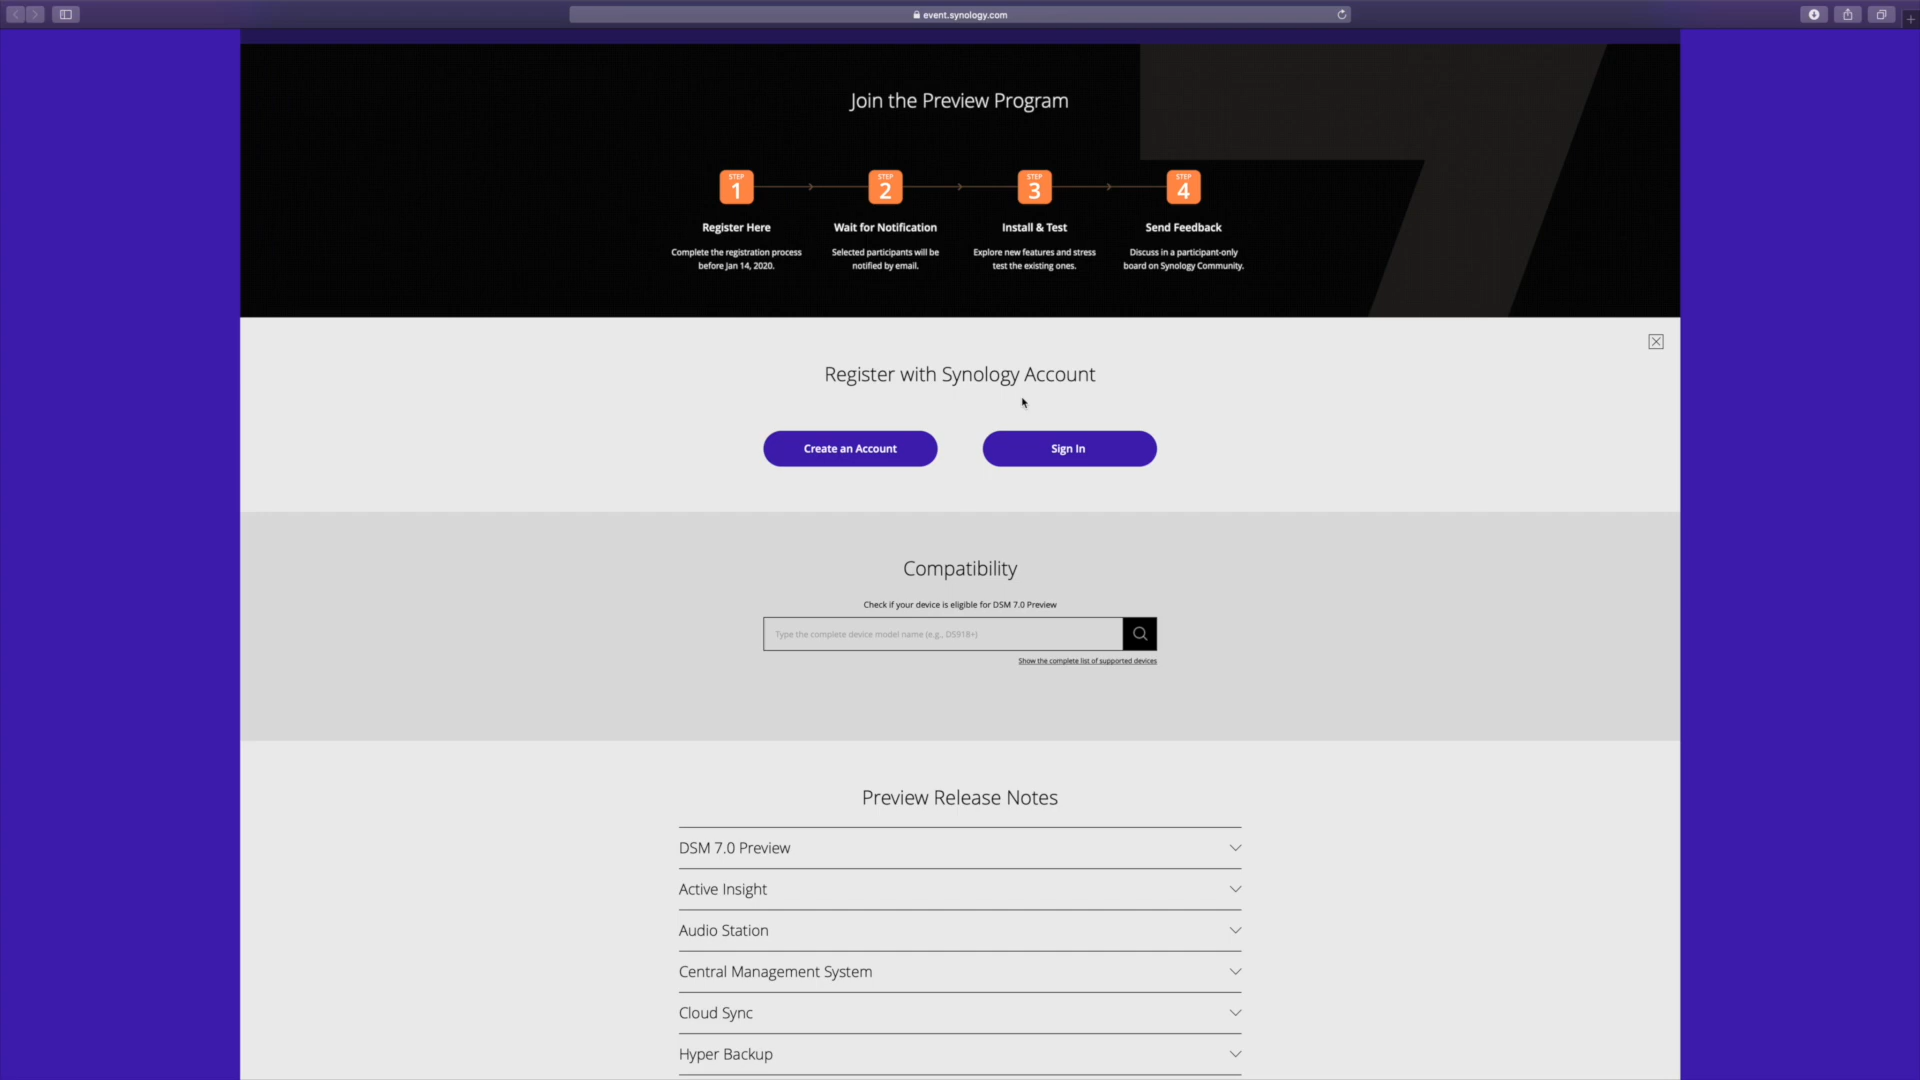 event.synology.com
Join the Preview Program
STEP
1
STEP
2
STEP
3
STEP
4
Register Here
Wait for Notification
Install & Test
Send Feedback
Complete the registration process
before Jan 14, 2020.
Selected participants will be
notified by email.
Explore new features and stress
test the existing ones.
Discuss in a participant-only
board on Synology Community.
Register with Synology Account
Create an Account
Sign In
Compatibility
Check if your device is eligible for DSM 7.0 Preview
Type the complete device model name (e.g., DS918+)
Show the complete list of supported devices
Preview Release Notes
DSM 7.0 Preview
Active Insight
Audio Station
Central Management System
Cloud Sync
Hyper Backup